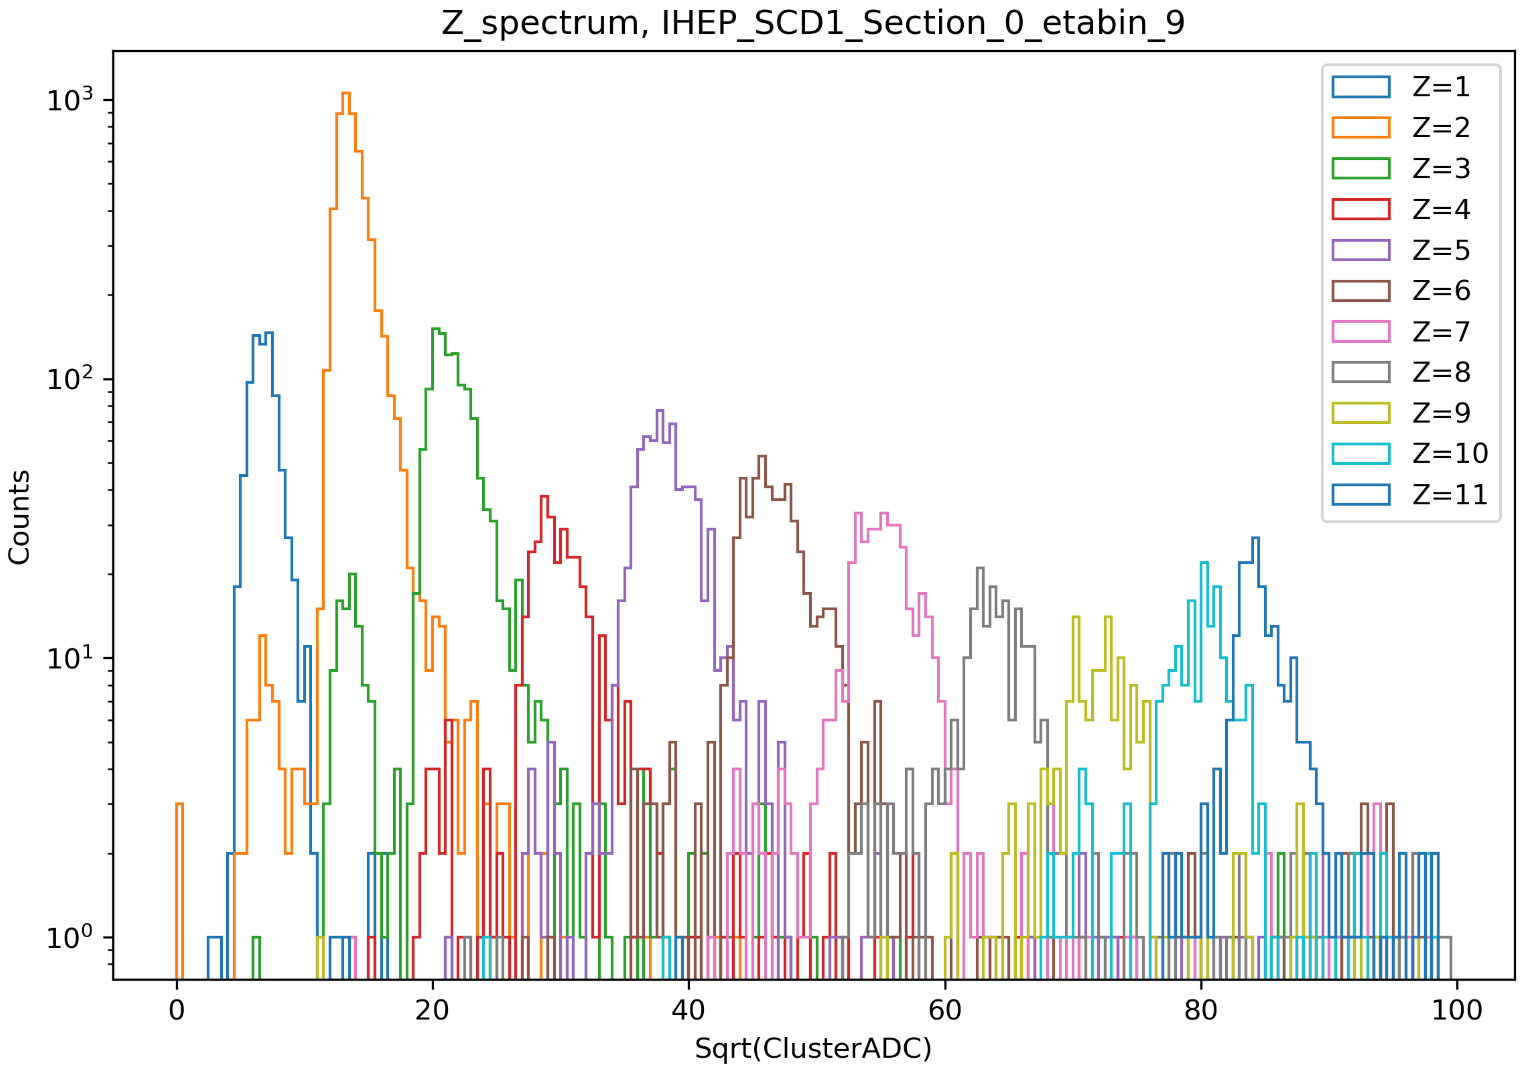 Z_spectrum, IHEP_SCD1_Section_0_etabin_9
Counts
10³
10²
10¹
10⁰
Z=1
Z=2
Z=3
Z=4
Z=5
Z=6
Z=7
Z=8
Z=9
Z=10
Z=11
0 20 40 60 80 100
Sqrt(ClusterADC)